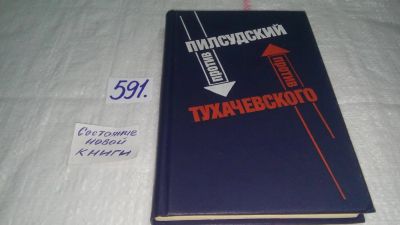 591.
Состояние
новой
книги
ПИЛСУДСКИЙ
против
против
ТУХАЧЕВСКОГО